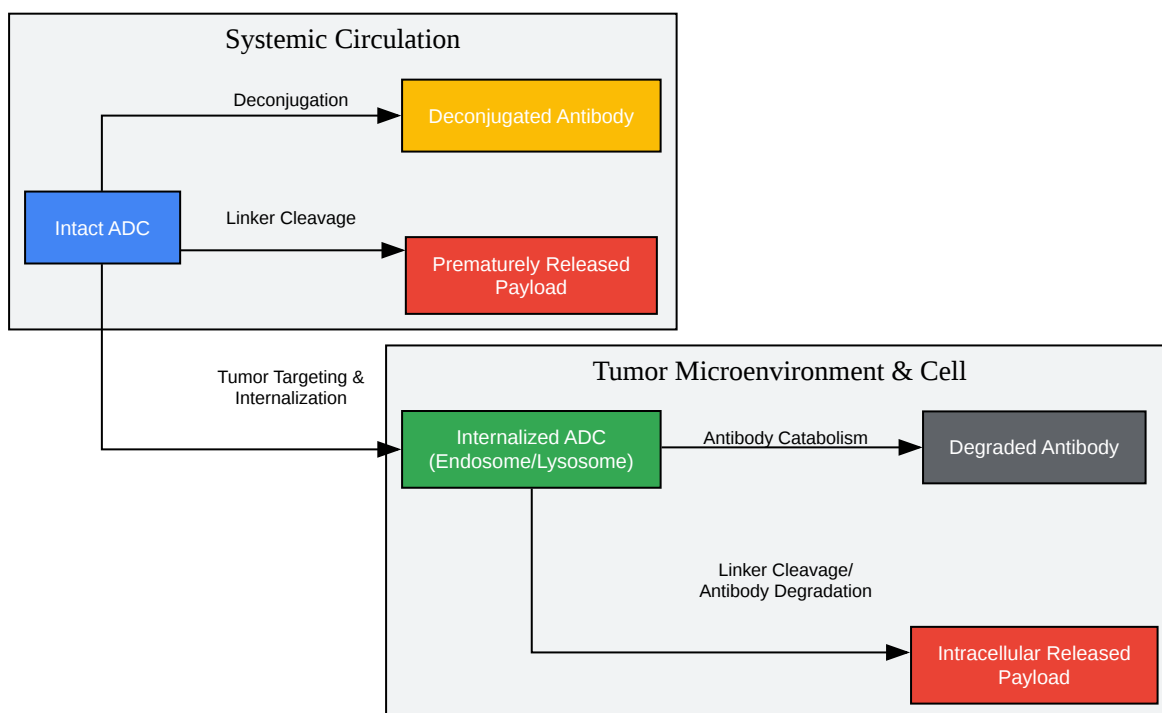 Systemic Circulation
Deconjugation
Deconjugated Antibody
Intact ADC
Linker Cleavage
Prematurely Released
Payload
Tumor Targeting &
Internalization
Tumor Microenvironment & Cell
Internalized ADC
(Endosome/Lysosome)
Antibody Catabolism
Degraded Antibody
Linker Cleavage/
Antibody Degradation
Intracellular Released
Payload